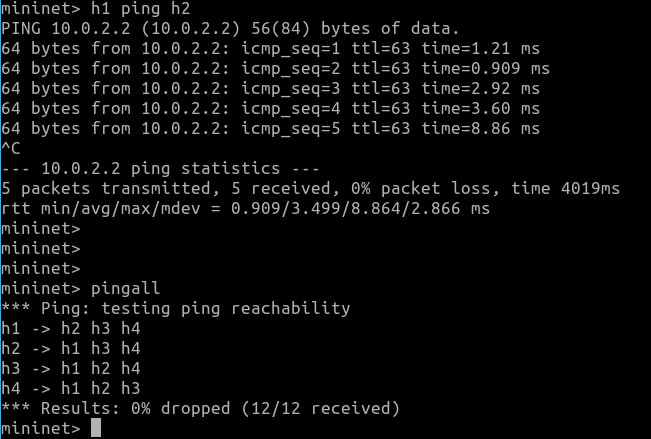 mininet> h1 ping h2
PING 10.0.2.2 (10.0.2.2) 56(84) bytes of data.
64 bytes from 10.0.2.2: icmp_seq=1 ttl=63 time=1.21 ms
64 bytes from 10.0.2.2: icmp_seq=2 ttl=63 time=0.909 ms
64 bytes from 10.0.2.2: icmp_seq=3 ttl=63 time=2.92 ms
64 bytes from 10.0.2.2: icmp_seq=4 ttl=63 time=3.60 ms
64 bytes from 10.0.2.2: icmp_seq=5 ttl=63 time=8.86 ms
^C
--- 10.0.2.2 ping statistics ---
5 packets transmitted, 5 received, 0% packet loss, time 4019ms
rtt min/avg/max/mdev = 0.909/3.499/8.864/2.866 ms
mininet>
mininet>
mininet>
mininet> pingall
*** Ping: testing ping reachability
h1 -> h2 h3 h4
h2 -> h1 h3 h4
h3 -> h1 h2 h4
h4 -> h1 h2 h3
*** Results: 0% dropped (12/12 received)
mininet>